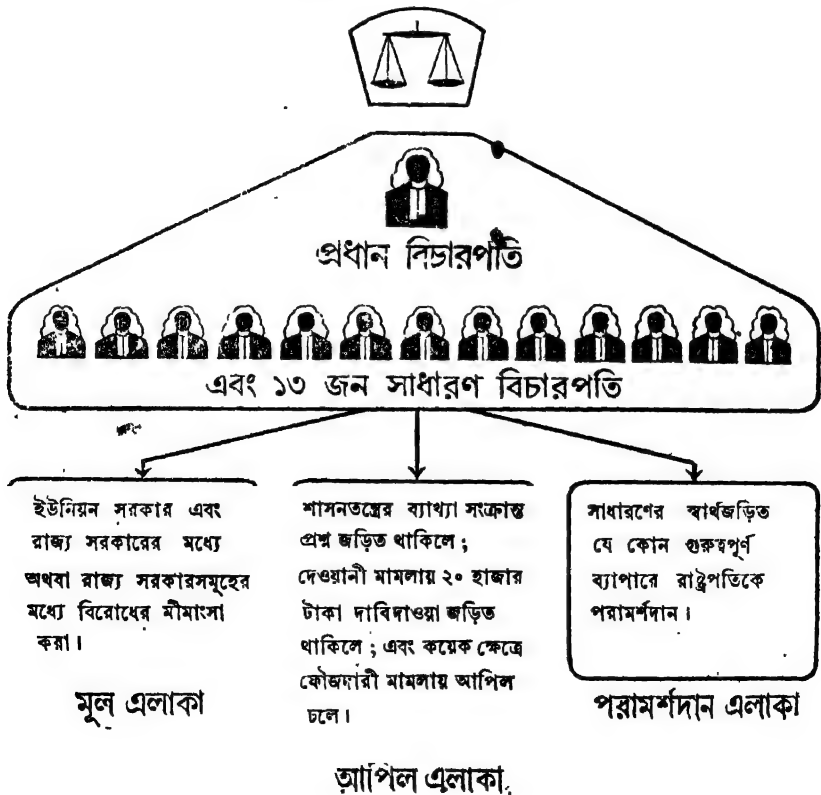 প্রধান বিচারপতি
এবং ১৩ জন সাধারণ বিচারপতি
ইউনিয়ন সরকার এবং
রাজ্য সরকারের মধ্যে
অথবা রাজ্য সরকারসমূহের
মধ্যে বিরোধের মীমাংসা
করা।
মূল এলাকা
শাসনতন্ত্রের ব্যাখ্যা সংক্রান্ত
প্রশ্ন জড়িত থাকিলে;
দেওয়ানী মামলায় ২০ হাজার
টাকা দাবিদাওয়া জড়িত
থাকিলে; এবং কয়েক ক্ষেত্রে
ফৌজদারী মামলায় আপিল
চলে।
আপিল এলাকা
সাধারণের স্বার্থজড়িত
যে কোন গুরুত্বপূর্ণ
ব্যাপারে রাষ্ট্রপতিকে
পরামর্শদান।
পরামর্শদান এলাকা